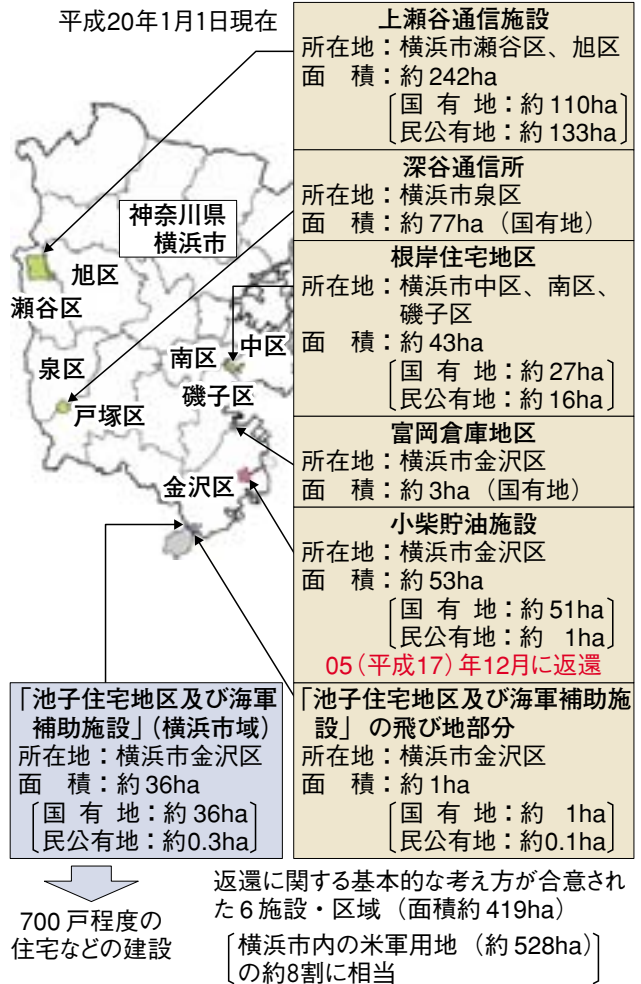 平成20年1月1日現在
上瀬谷通信施設
所在地：横浜市瀬谷区、旭区
面　積：約242ha
国 有 地：約110ha
民公有地：約133ha
深谷通信所
所在地：横浜市泉区
面　積：約77ha（国有地）
根岸住宅地区
所在地：横浜市中区、南区、
磯子区
面　積：約43ha
国 有 地：約27ha
民公有地：約16ha
富岡倉庫地区
所在地：横浜市金沢区
面　積：約3ha（国有地）
小柴貯油施設
所在地：横浜市金沢区
面　積：約53ha
国 有 地：約51ha
民公有地：約　1ha
05（平成17）年12月に返還
「池子住宅地区及び海軍補助施
設」の飛び地部分
所在地：横浜市金沢区
面　積：約1ha
国 有 地：約　1ha
民公有地：約0.1ha
神奈川県
横浜市
旭区
瀬谷区
泉区
戸塚区
南区
中区
磯子区
金沢区
「池子住宅地区及び海軍
補助施設」（横浜市域）
所在地：横浜市金沢区
面　積：約36ha
国 有 地：約36ha
民公有地：約0.3ha
700戸程度の
住宅などの建設
返還に関する基本的な考え方が合意され
た6施設・区域（面積約419ha）
横浜市内の米軍用地（約528ha）
の約8割に相当